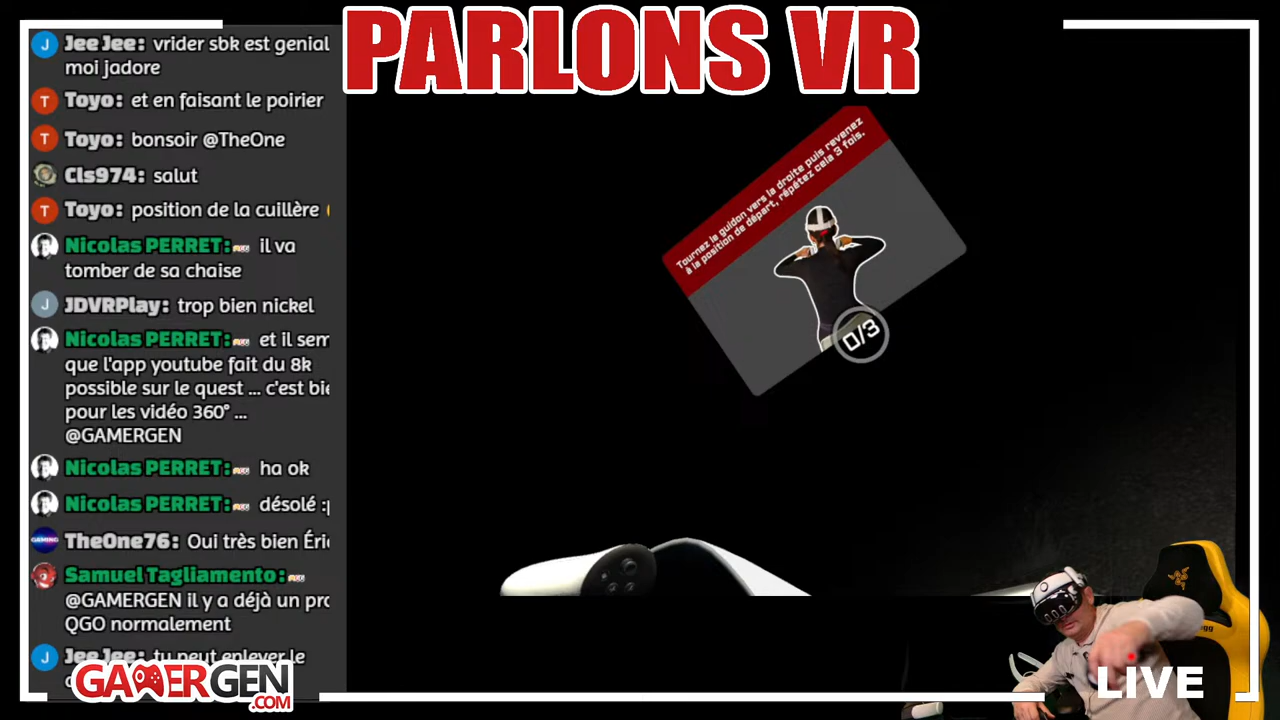 PARLONS VR
Jee Jee: vrider sbk est genial
moi jadore
Toyo: et en faisant le poirier
Toyo: bonsoir @TheOne
Cls974: salut
Toyo: position de la cuillère
Nicolas PERRET: il va
tomber de sa chaise
JDVRPlay: trop bien nickel
Nicolas PERRET: et il sem
que l'app youtube fait du 8k
possible sur le quest ... c'est bie
pour les vidéo 360° ...
@GAMERGEN
Nicolas PERRET: ha ok
Nicolas PERRET: désolé :p
TheOne76: Oui très bien Éric
Samuel Tagliamento:
@GAMERGEN il y a déjà un pro
QGO normalement
Jee Jee: tu peut enlever le
GAMERGEN
.COM
Tournez le guidon vers la droite puis revenez
à la position de départ, répétez cela 3 fois.
0/3
LIVE